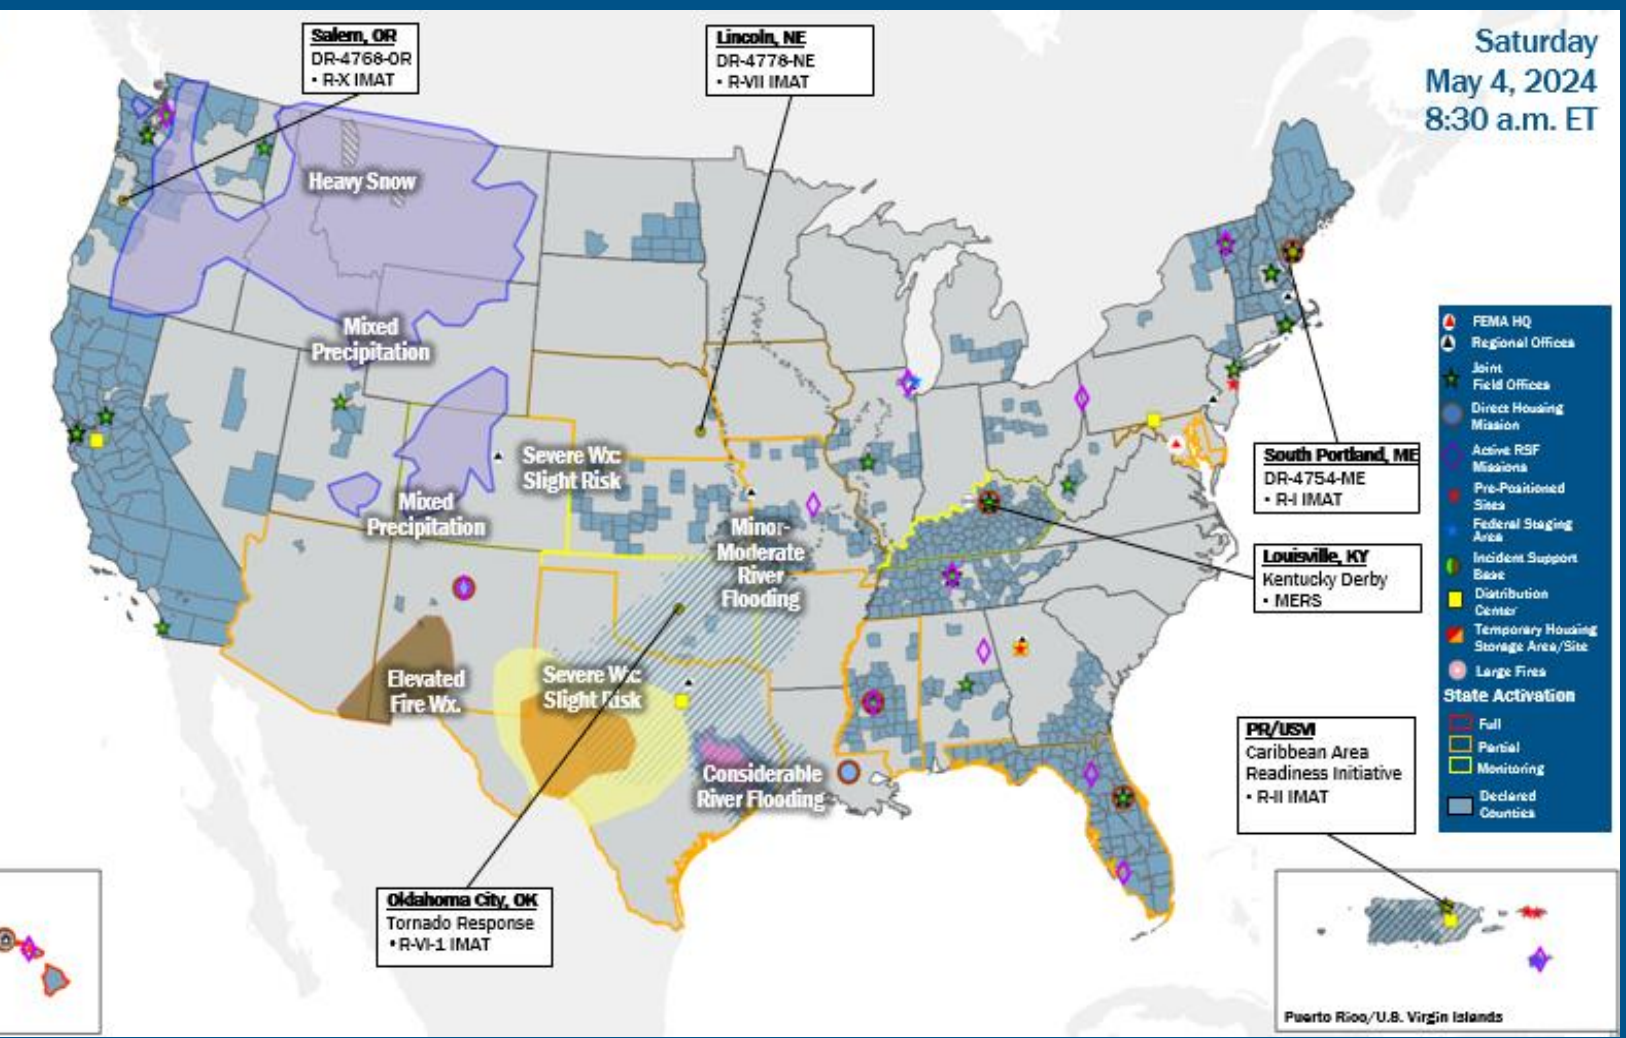 Saturday
May 4, 2024
8:30 a.m. ET
Salem, OR
DR-4768-OR
• R-X IMAT
Lincoln, NE
DR-4778-NE
• R-VII IMAT
Heavy Snow
Mixed
Precipitation
Severe Wx:
Slight Risk
Mixed
Precipitation
Minor-
Moderate
River
Flooding
Elevated
Fire Wx.
Severe Wx:
Slight Risk
Considerable
River Flooding
South Portland, ME
DR-4754-ME
• R-I IMAT
Louisville, KY
Kentucky Derby
• MERS
PR/USVI
Caribbean Area
Readiness Initiative
• R-II IMAT
Oklahoma City, OK
Tornado Response
• R-VI-1 IMAT
FEMA HQ
Regional Offices
Joint
Field Offices
Direct Housing
Mission
Active RSF
Missions
Pre-Positioned
Sites
Federal Staging
Area
Incident Support
Base
Distribution
Center
Temporary Housing
Storage Area/Site
Large Fires
State Activation
Full
Partial
Monitoring
Declared
Counties
Puerto Rico/U.S. Virgin Islands